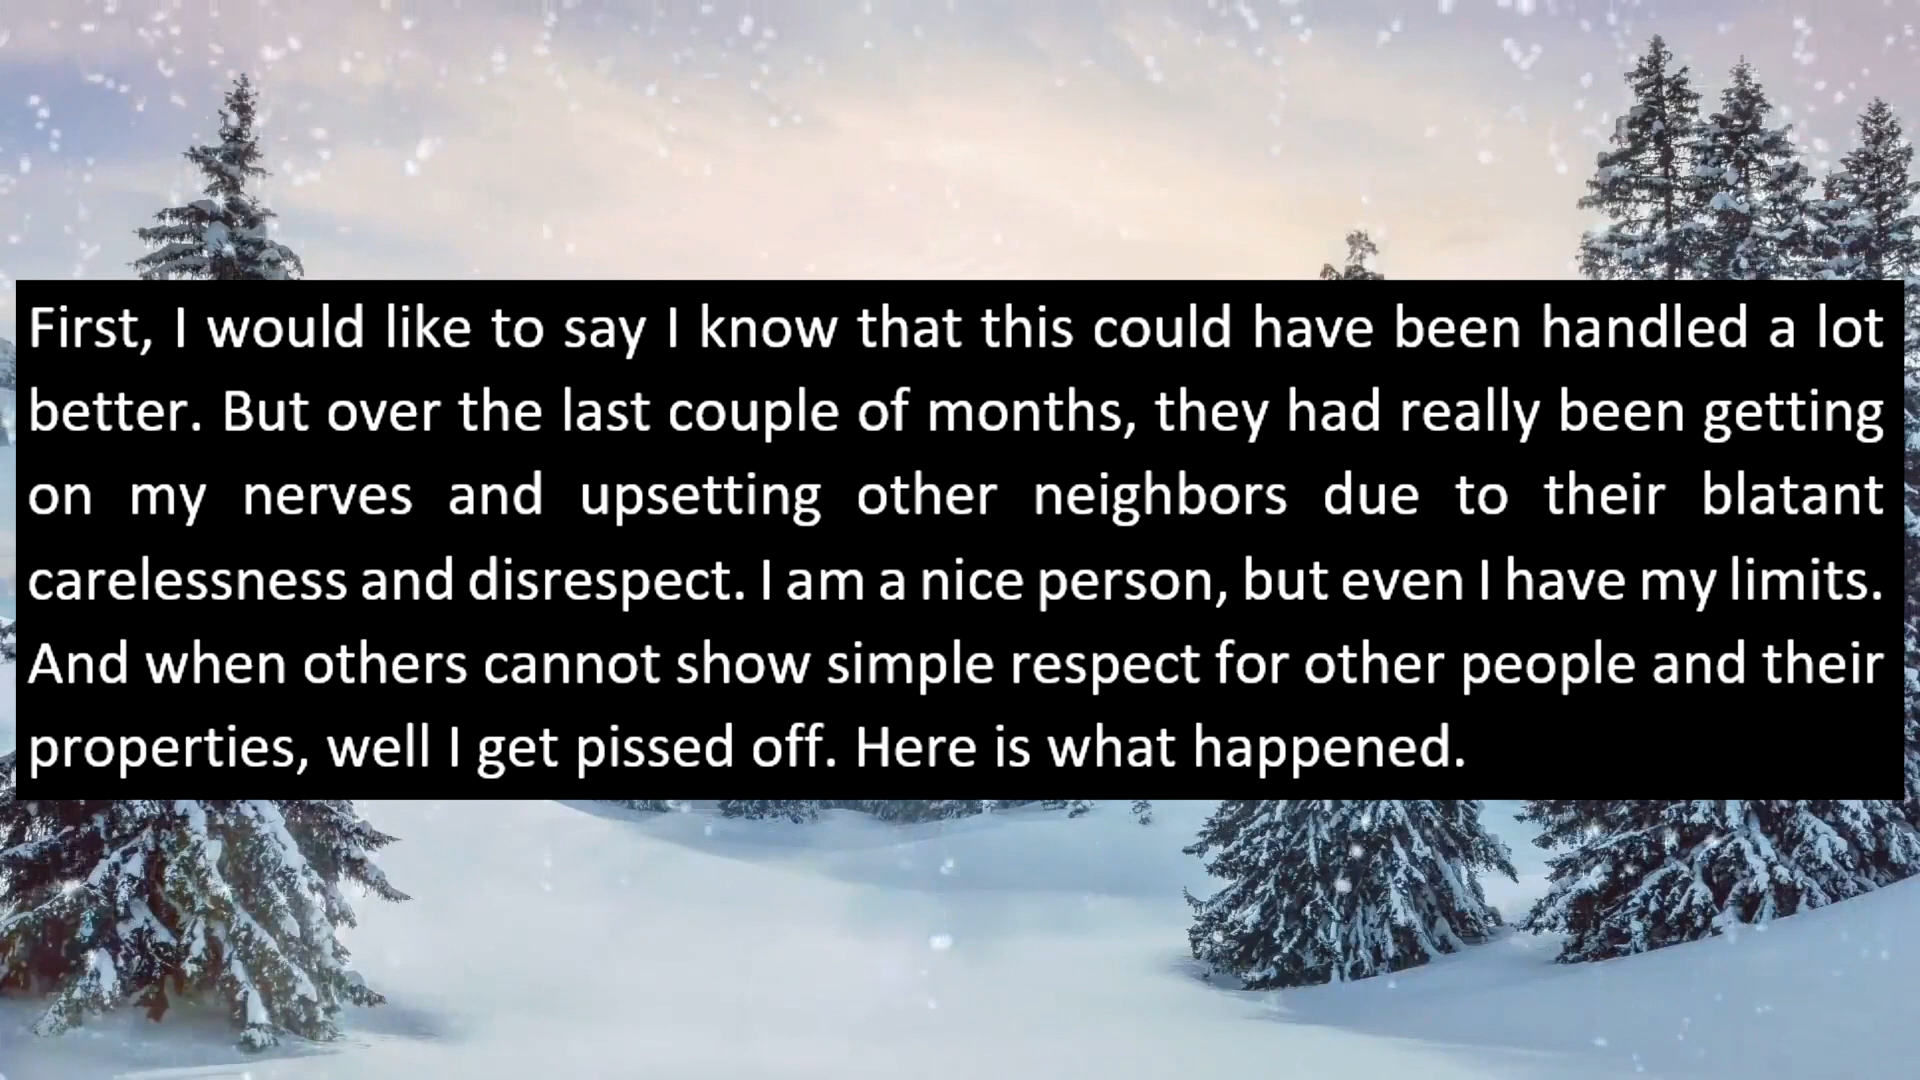 First, I would like to say I know that this could have been handled a lot
better. But over the last couple of months, they had really been getting
on my nerves and upsetting other neighbors due to their blatant
carelessness and disrespect. I am a nice person, but even I have my limits.
And when others cannot show simple respect for other people and their
properties, well I get pissed off. Here is what happened.